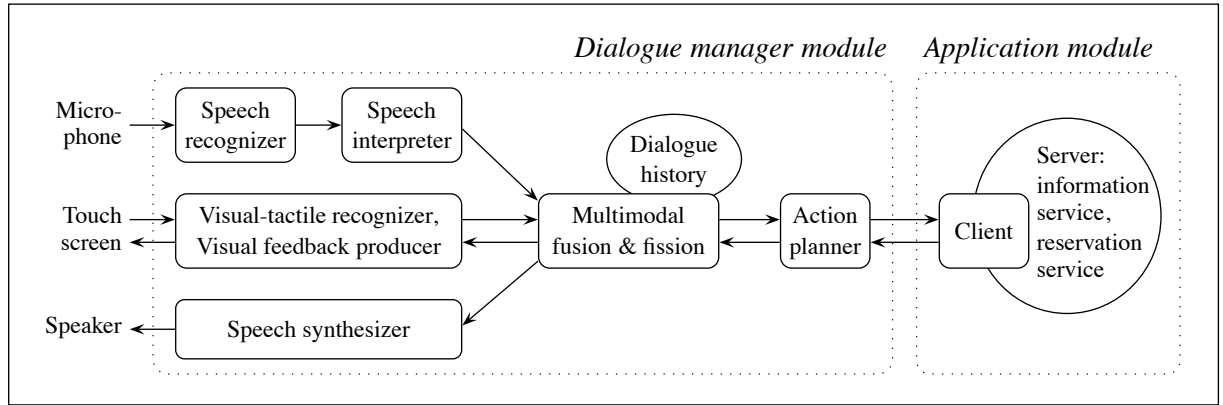 Dialogue manager module
Application module
Micro-
phone
Speech
recognizer
Speech
interpreter
Dialogue
history
Touch
screen
Visual-tactile recognizer,
Visual feedback producer
Multimodal
fusion & fission
Action
planner
Client
Server:
information
service,
reservation
service
Speaker
Speech synthesizer